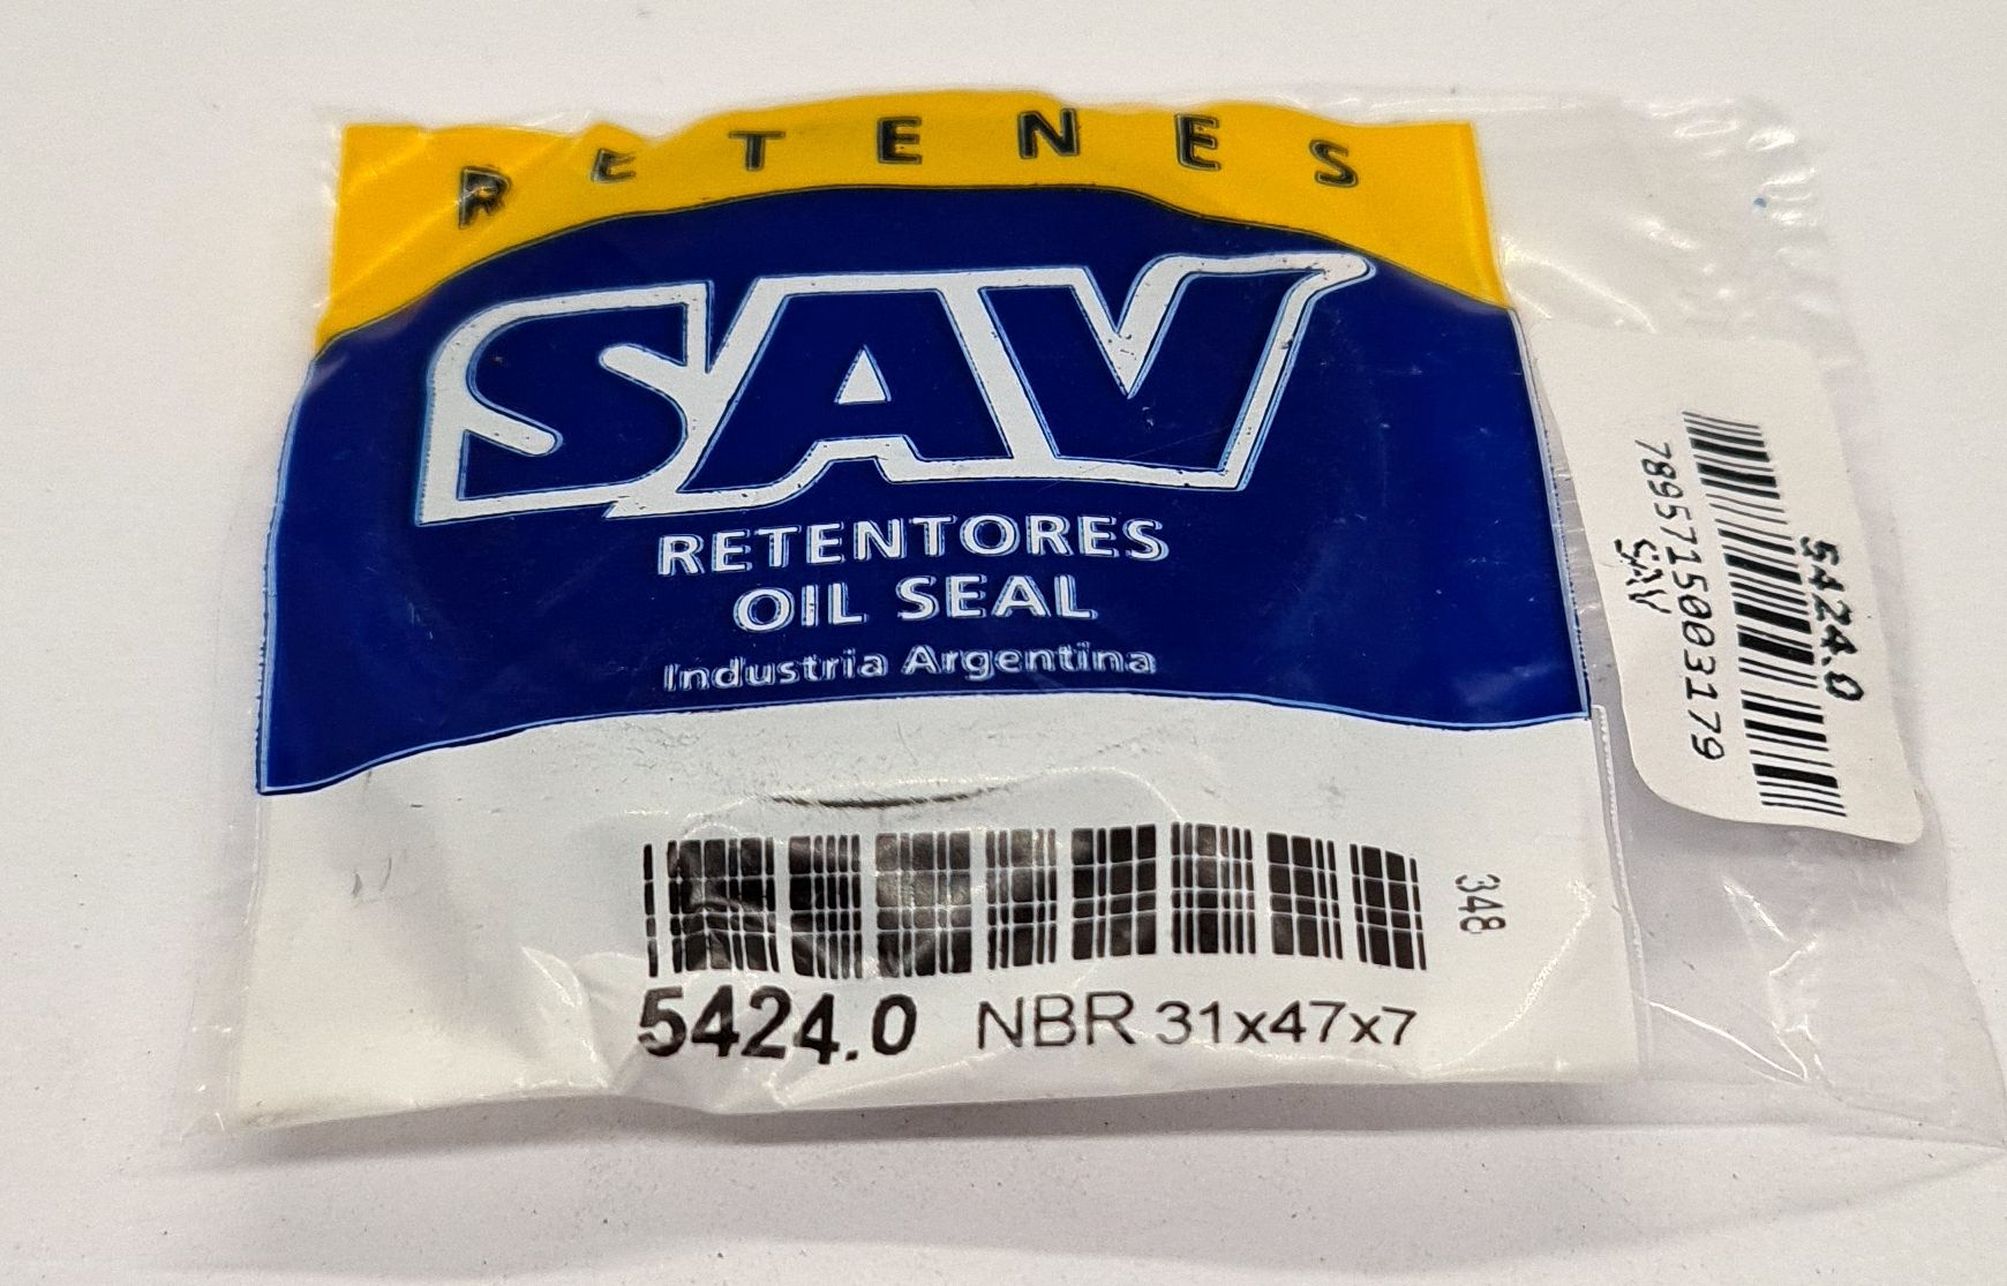 RETENES
SAV
RETENTORES
OIL SEAL
Industria Argentina
348
5424.0 NBR 31x47x7
5424.0
7895715003179
SAV